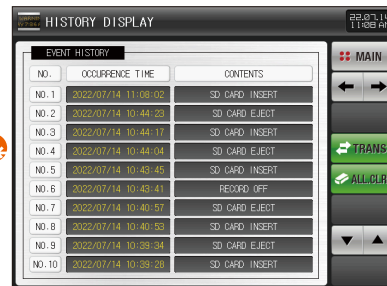 HISTORY DISPLAY
22.07.14
11:08 AM
EVENT HISTORY
NO. OCCURRENCE TIME CONTENTS
NO.1 2022/07/14 11:08:02 SD CARD INSERT
NO.2 2022/07/14 10:44:23 SD CARD EJECT
NO.3 2022/07/14 10:44:17 SD CARD INSERT
NO.4 2022/07/14 10:44:04 SD CARD EJECT
NO.5 2022/07/14 10:43:45 SD CARD INSERT
NO.6 2022/07/14 10:43:41 RECORD OFF
NO.7 2022/07/14 10:40:57 SD CARD EJECT
NO.8 2022/07/14 10:40:53 SD CARD INSERT
NO.9 2022/07/14 10:39:34 SD CARD EJECT
NO.10 2022/07/14 10:39:28 SD CARD INSERT
MAIN
TRANS
ALL.CLR